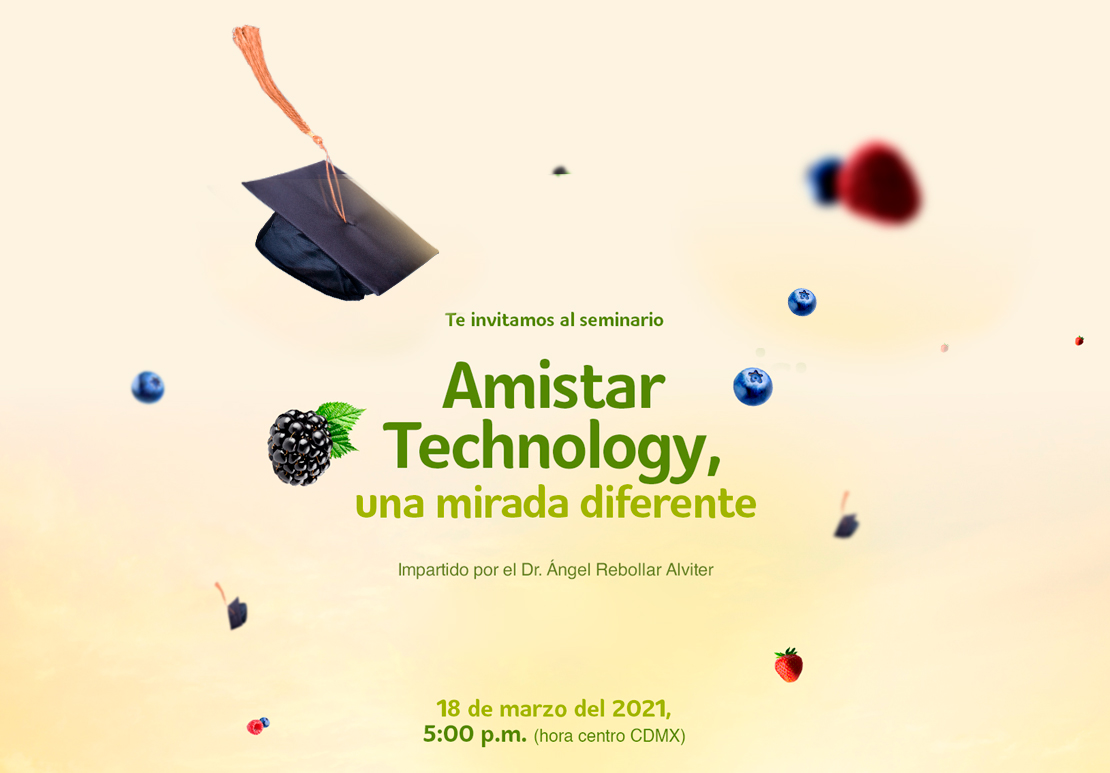 Te invitamos al seminario
Amistar
Technology,
una mirada diferente
Impartido por el Dr. Ángel Rebollar Alviter
18 de marzo del 2021,
5:00 p.m. (hora centro CDMX)